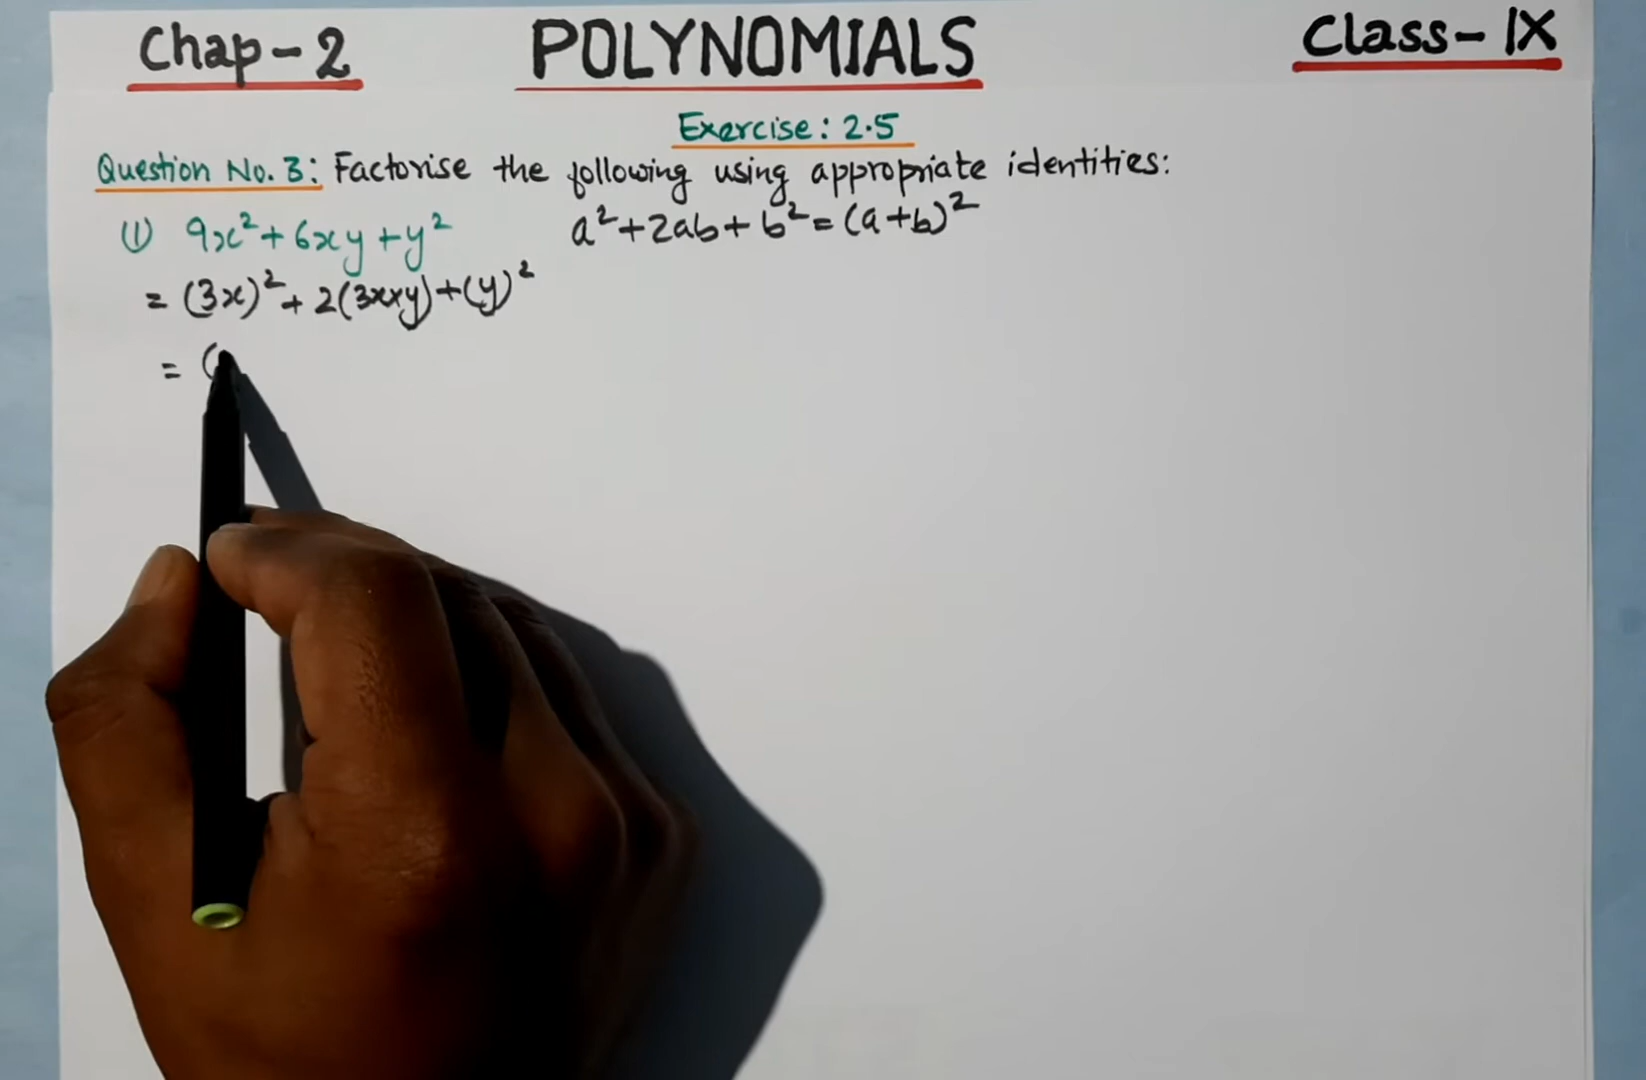 Chap-2 POLYNOMIALS Class-IX
Exercise: 2.5
Question No. 3: Factorise the following using appropriate identities:
(1) 9x²+6xy+y² a²+2ab+b²=(a+b)²
= (3x)²+2(3x×y)+(y)²
= (